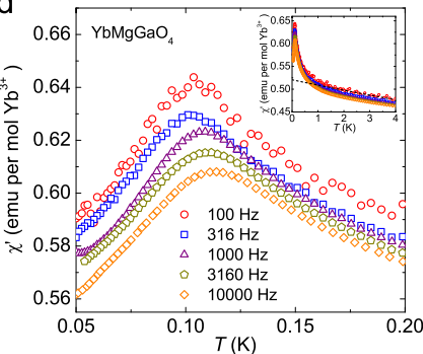 d
YbMgGaO4
χ' (emu per mol Yb3+)
0.66
0.64
0.62
0.60
0.58
0.56
0.05
0.10
0.15
0.20
T (K)
100 Hz
316 Hz
1000 Hz
3160 Hz
10000 Hz
χ' (emu per mol Yb3+)
0.65
0.60
0.55
0.50
0.45
0
1
2
3
4
T (K)